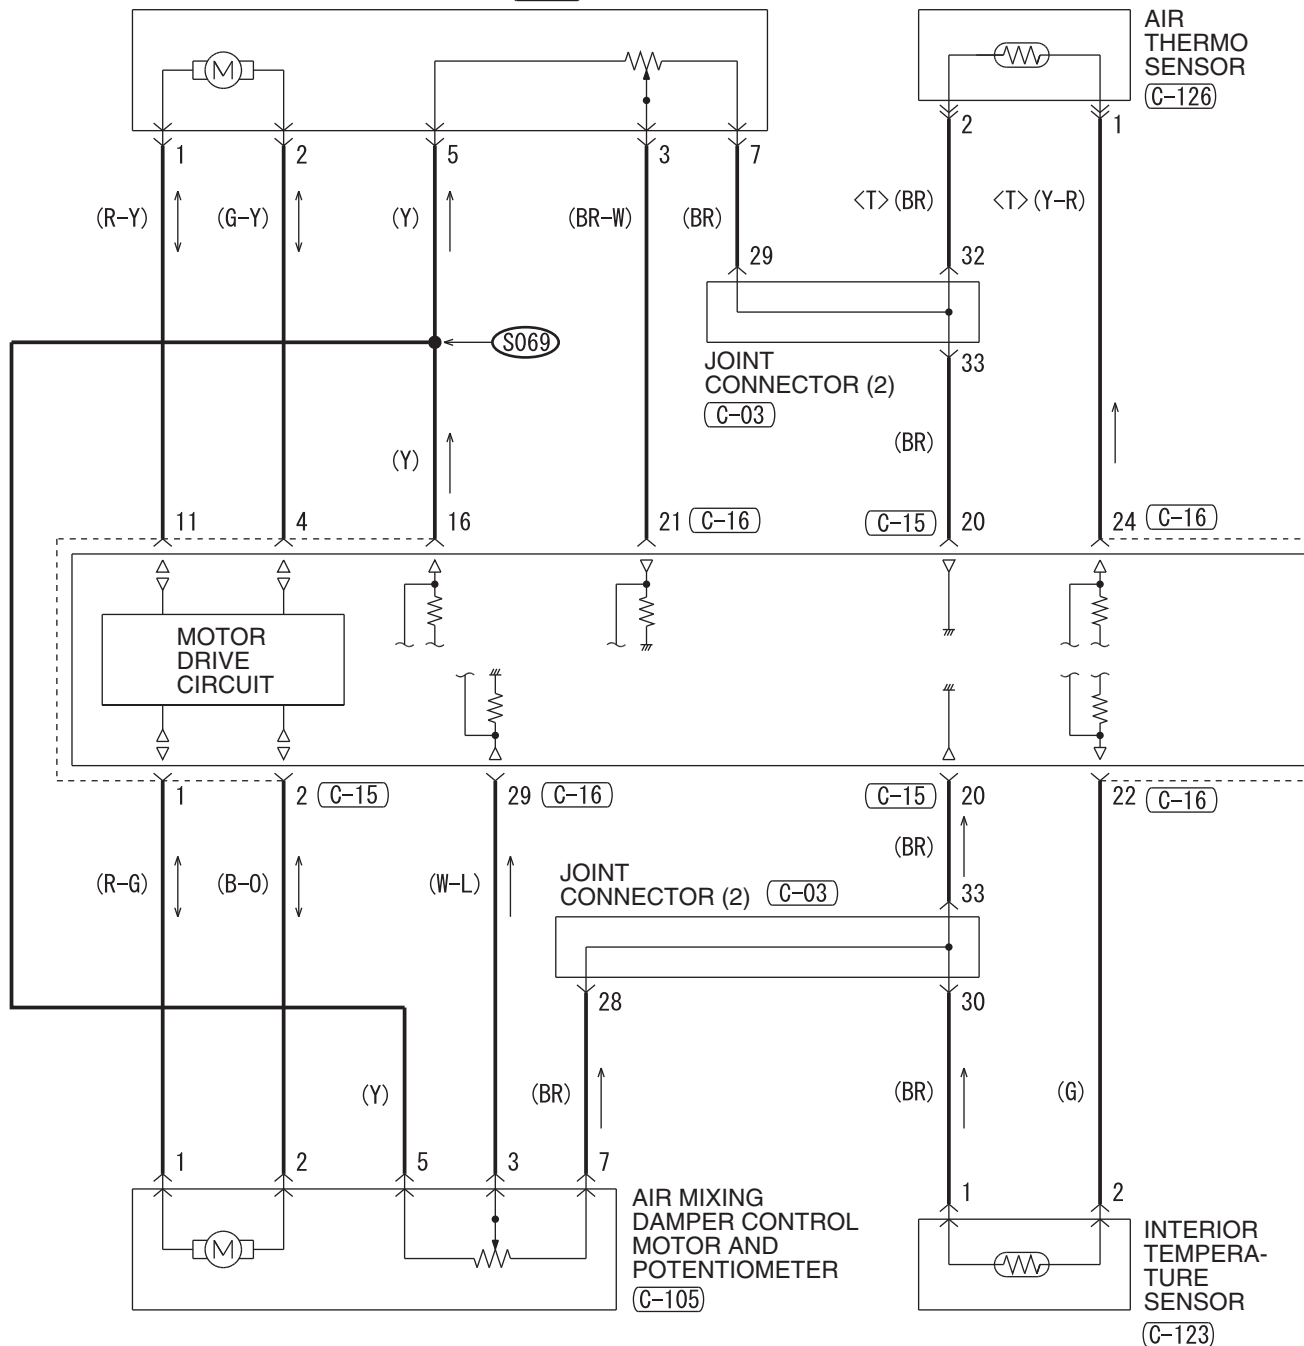 AIR
THERMO
SENSOR
C-126
M
1 2 5 3 7 2 1
(R-Y) (G-Y) (Y) (BR-W) (BR) <T>(BR) <T>(Y-R)
29 32
S069
33
JOINT
CONNECTOR (2)
C-03
(Y) (BR)
11 4 16 21 C-16 C-15 20 24 C-16
MOTOR
DRIVE
CIRCUIT
1 2 C-15 29 C-16 C-15 20 22 C-16
(BR)
(R-G) (B-O) (W-L)
JOINT
CONNECTOR (2) C-03
33
28 30
(Y) (BR) (BR) (G)
1 2 5 3 7 1 2
M
AIR MIXING
DAMPER CONTROL
MOTOR AND
POTENTIOMETER
C-105
INTERIOR
TEMPERA-
TURE
SENSOR
C-123